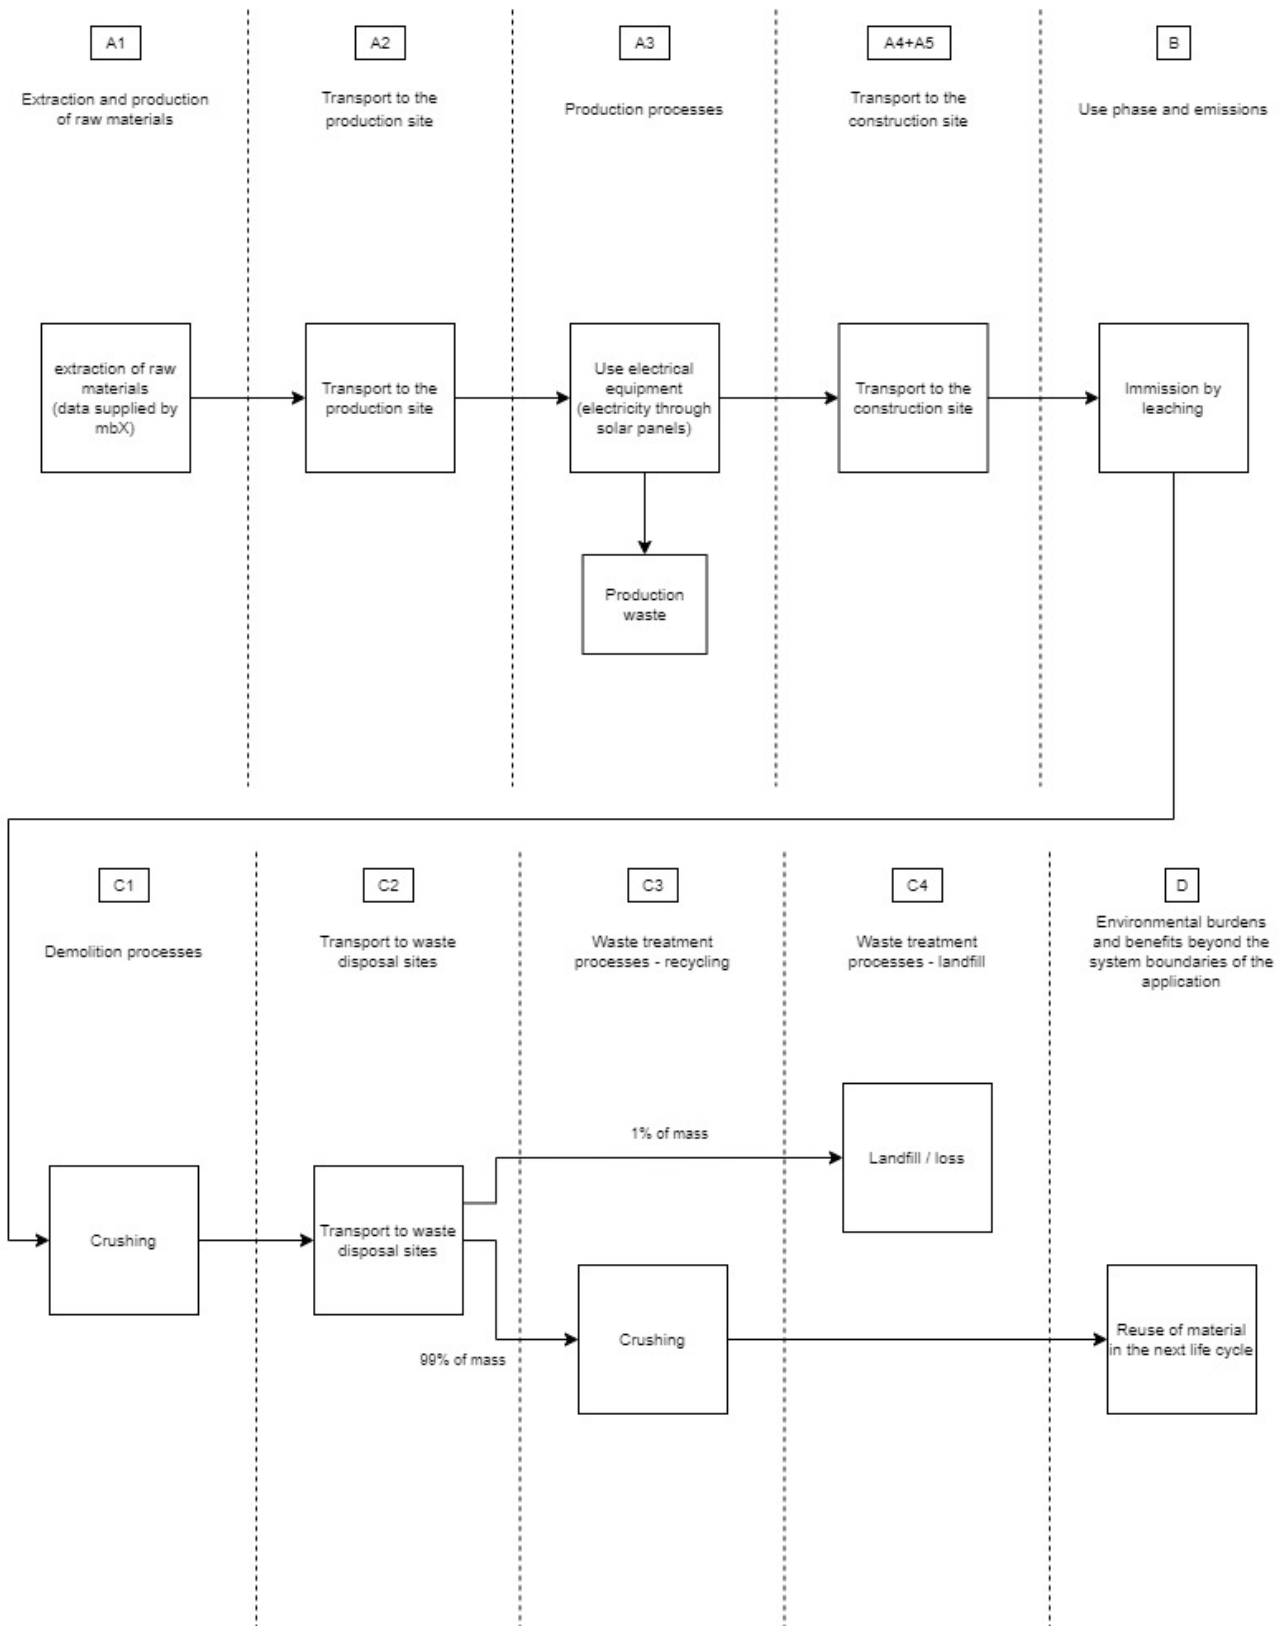 A1
A2
A3
A4+A5
B
Extraction and production
of raw materials
Transport to the
production site
Production processes
Transport to the
construction site
Use phase and emissions
extraction of raw
materials
(data supplied by
mbX)
Transport to the
production site
Use electrical
equipment
(electricity through
solar panels)
Transport to the
construction site
Immission by
leaching
Production
waste
C1
C2
C3
C4
D
Demolition processes
Transport to waste
disposal sites
Waste treatment
processes - recycling
Waste treatment
processes - landfill
Environmental burdens
and benefits beyond the
system boundaries of the
application
1% of mass
Landfill / loss
Crushing
Transport to waste
disposal sites
99% of mass
Crushing
Reuse of material
in the next life cycle